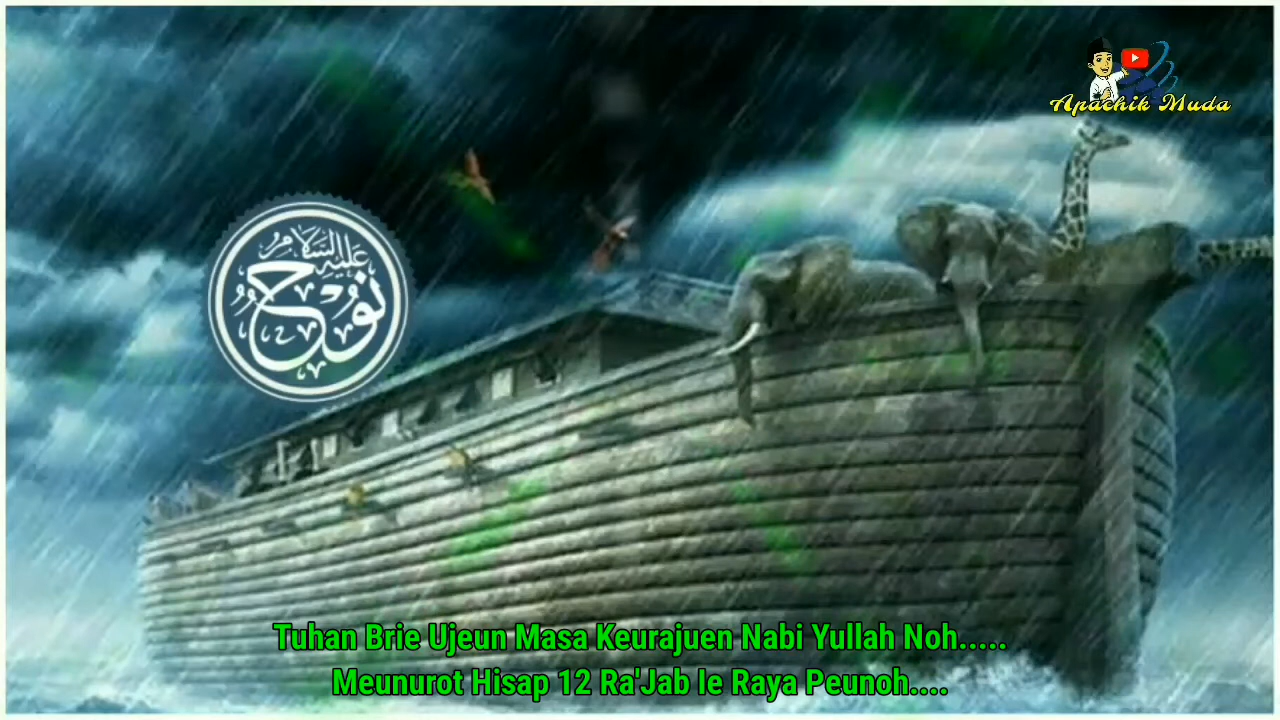 Apachik Muda
عليه السلام
نوح
Tuhan Brie Ujeun Masa Keurajuen Nabi Yullah Noh.....
Meunurot Hisap 12 Ra'Jab Ie Raya Peunoh....